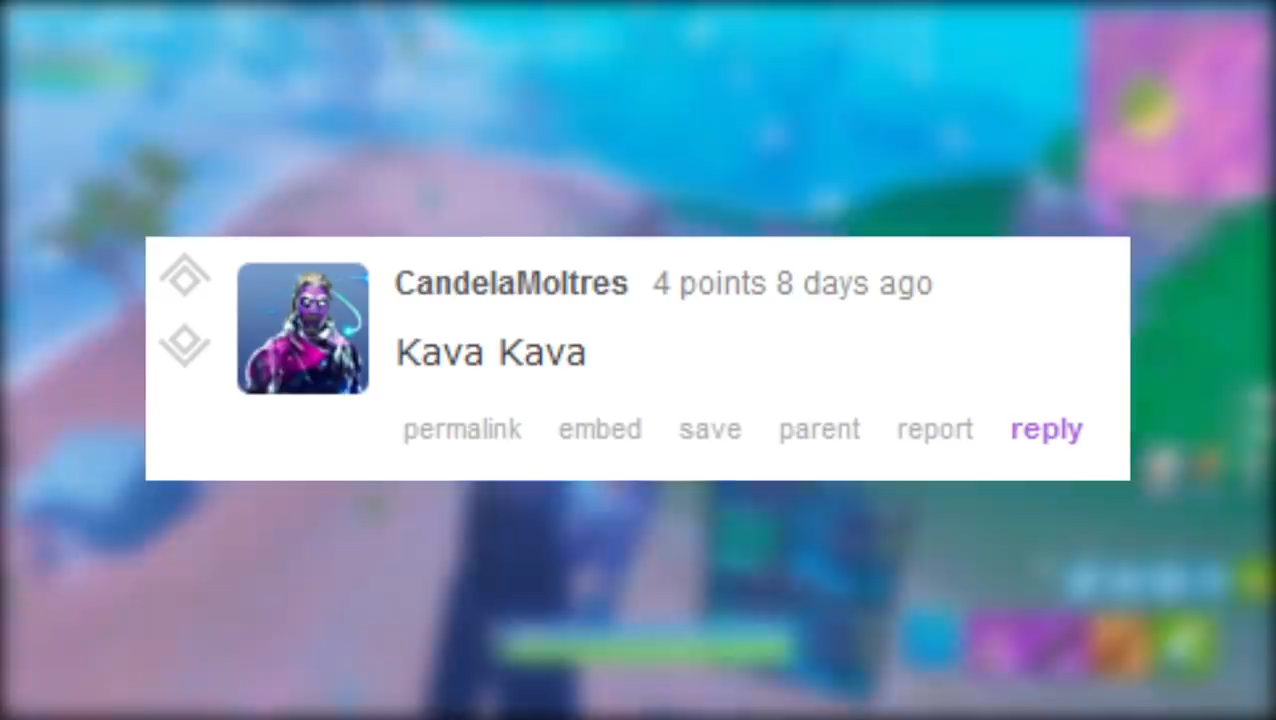 CandelaMoltres 4 points 8 days ago
Kava Kava
permalink embed save parent report reply